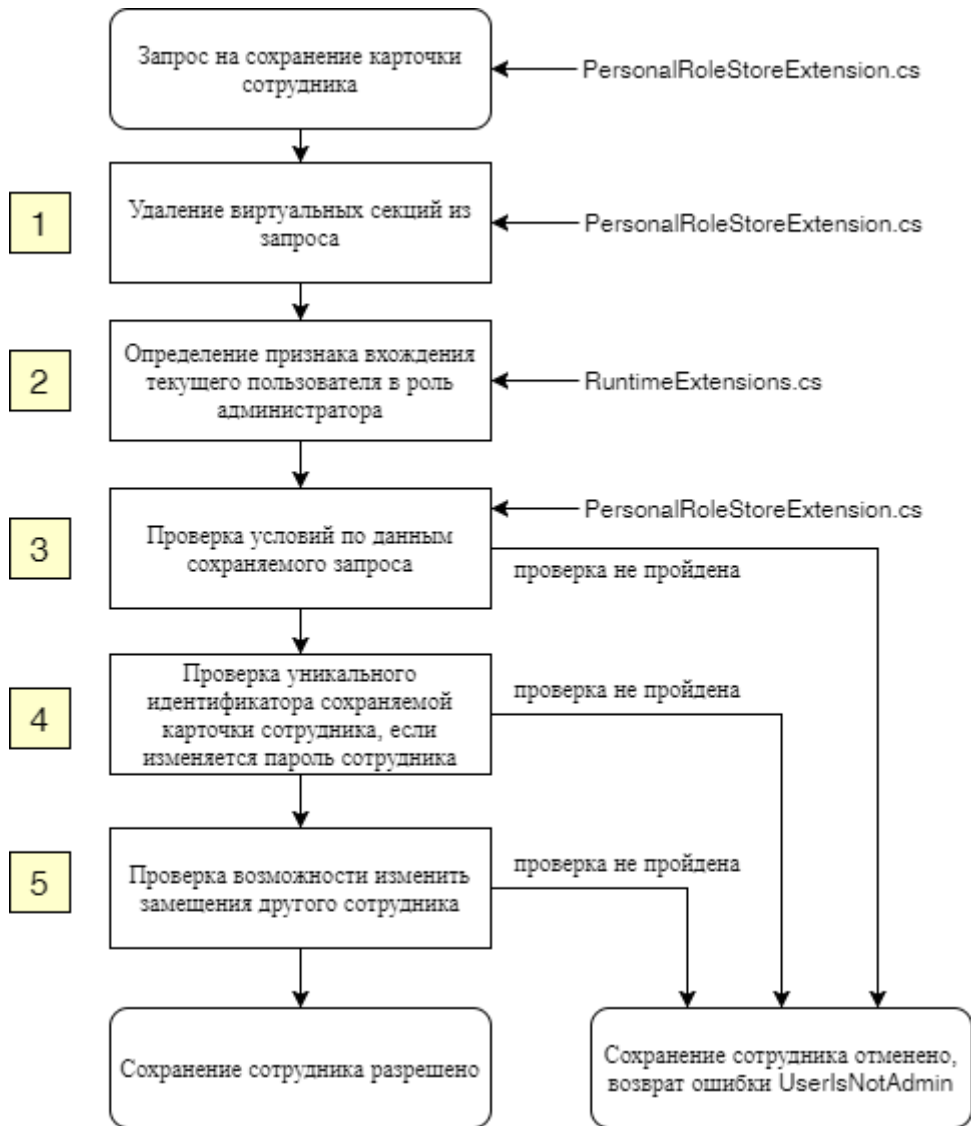 Запрос на сохранение карточки
сотрудника
PersonalRoleStoreExtension.cs
1
Удаление виртуальных секций из
запроса
PersonalRoleStoreExtension.cs
2
Определение признака вхождения
текущего пользователя в роль
администратора
RuntimeExtensions.cs
3
Проверка условий по данным
сохраняемого запроса
PersonalRoleStoreExtension.cs
проверка не пройдена
4
Проверка уникального
идентификатора сохраняемой
карточки сотрудника, если
изменяется пароль сотрудника
проверка не пройдена
5
Проверка возможности изменить
замещения другого сотрудника
проверка не пройдена
Сохранение сотрудника разрешено
Сохранение сотрудника отменено,
возврат ошибки UserIsNotAdmin